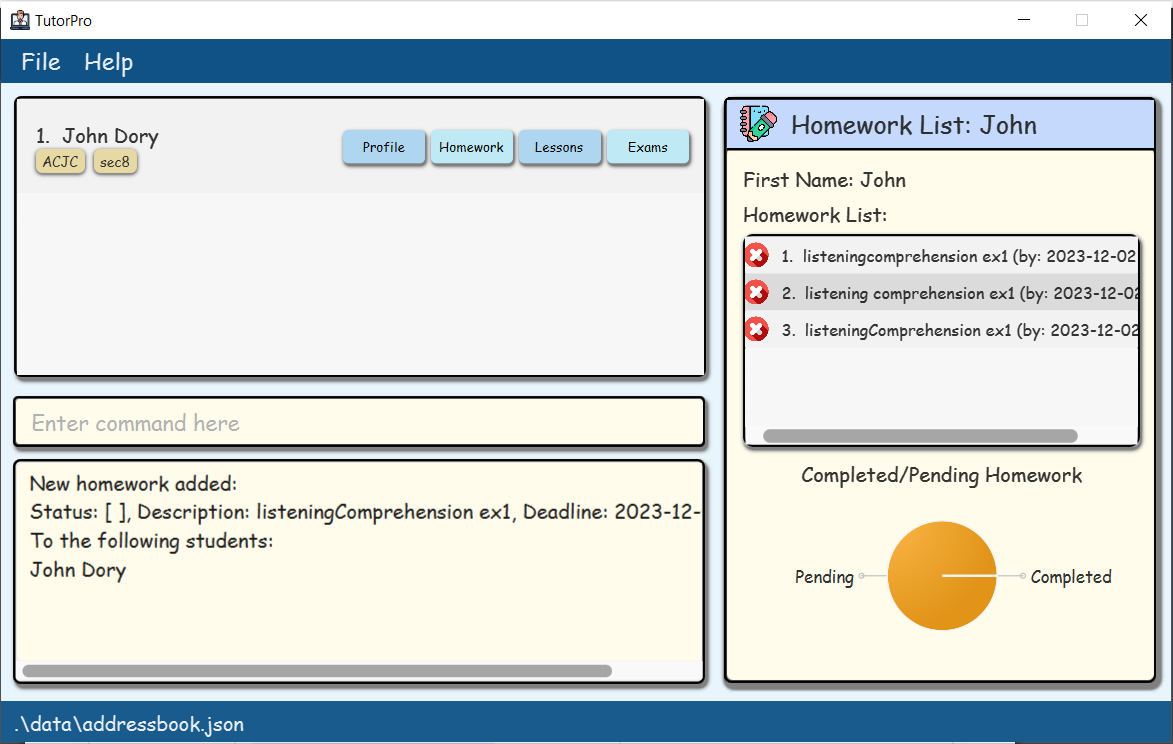 TutorPro
File Help
1. John Dory
ACJC sec8
Profile Homework Lessons Exams
Enter command here
New homework added:
Status: [ ], Description: listeningComprehension ex1, Deadline: 2023-12-
To the following students:
John Dory
Homework List: John
First Name: John
Homework List:
1. listeningcomprehension ex1 (by: 2023-12-02
2. listening comprehension ex1 (by: 2023-12-02
3. listeningComprehension ex1 (by: 2023-12-02
Completed/Pending Homework
Pending Completed
.\data\addressbook.json